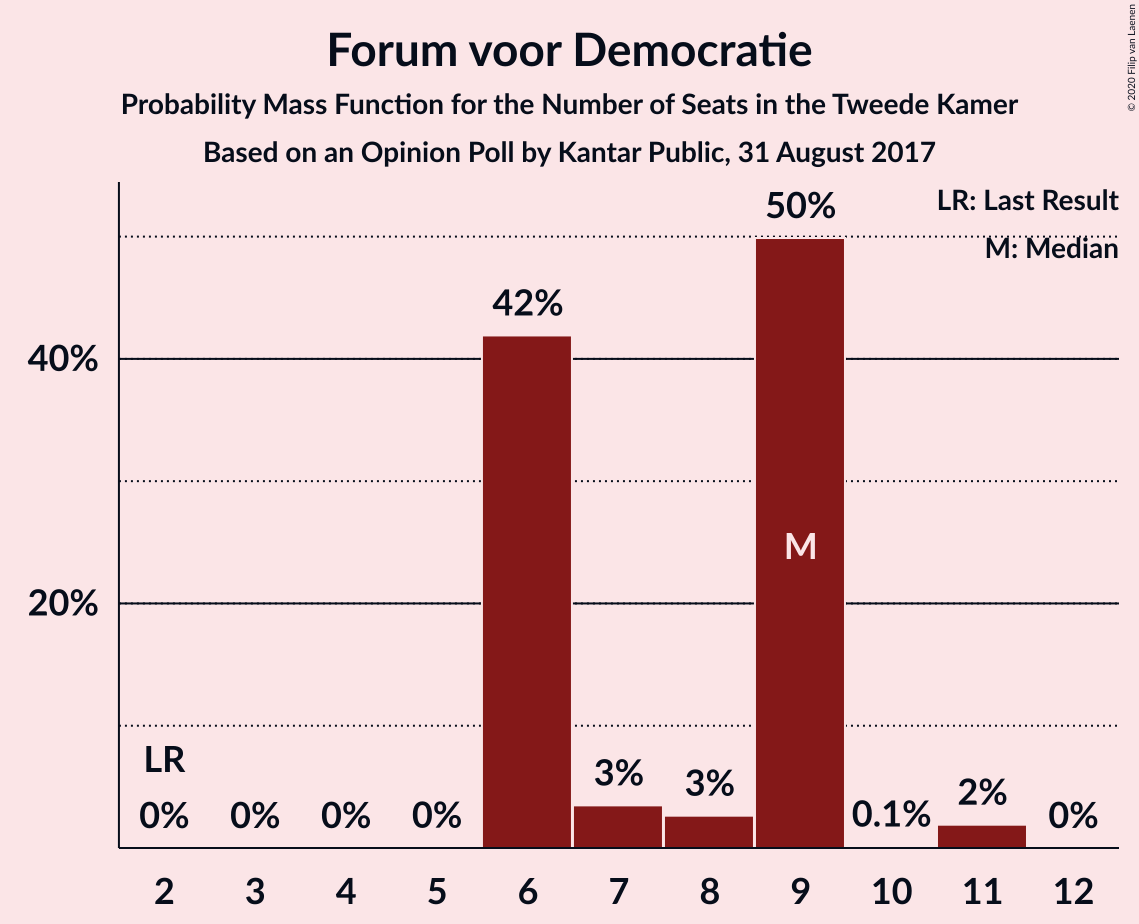 Forum voor Democratie
Probability Mass Function for the Number of Seats in the Tweede Kamer
Based on an Opinion Poll by Kantar Public, 31 August 2017
© 2020 Filip van Laenen
LR: Last Result
M: Median
50%
42%
40%
M
20%
LR
0% 0% 0% 0% 3% 3% 0.1% 2% 0%
2 3 4 5 6 7 8 9 10 11 12